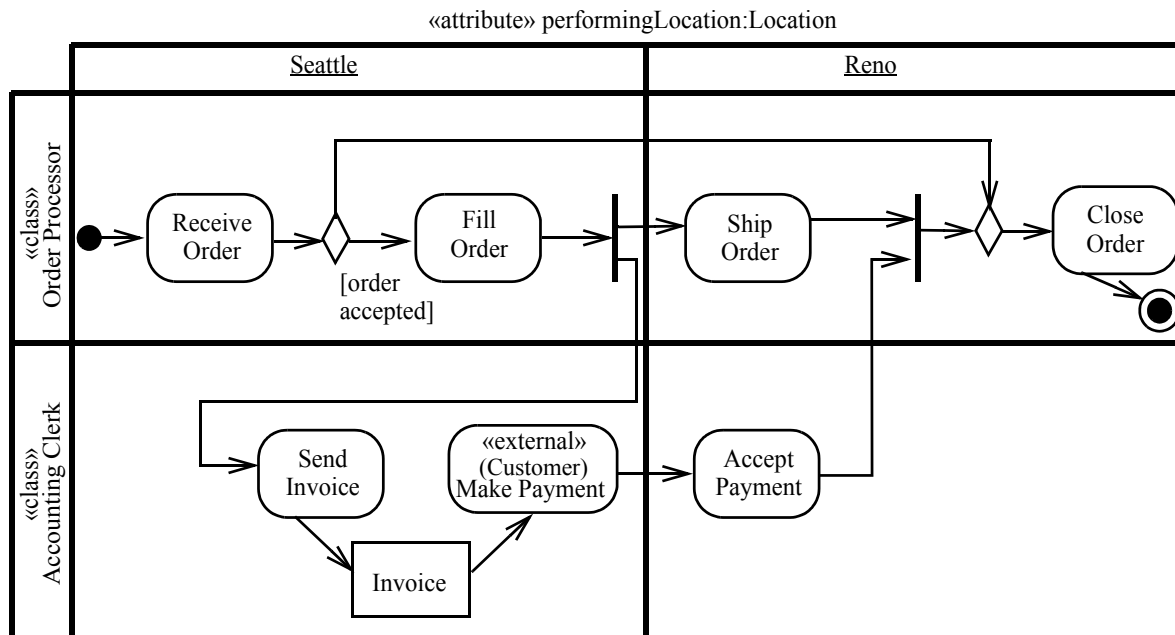 «attribute» performingLocation:Location
Seattle
Reno
«class»
Order Processor
Receive
Order
[order
accepted]
Fill
Order
Ship
Order
Close
Order
«class»
Accounting Clerk
Send
Invoice
Invoice
«external»
(Customer)
Make Payment
Accept
Payment